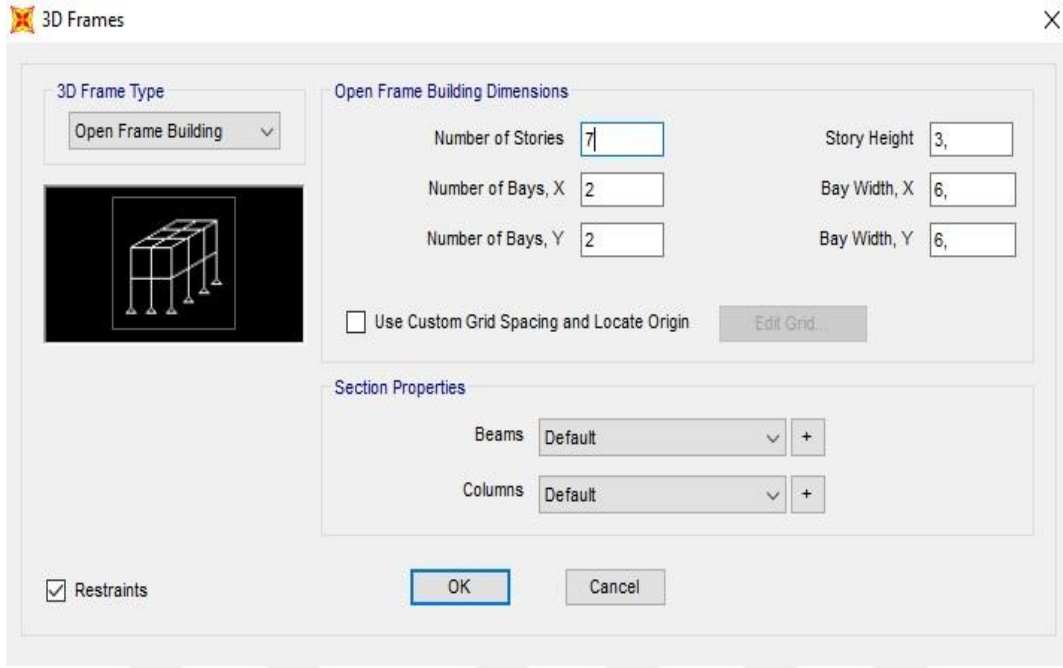 3D Frames
3D Frame Type
Open Frame Building
Open Frame Building Dimensions
Number of Stories 7 Story Height 3,
Number of Bays, X 2 Bay Width, X 6,
Number of Bays, Y 2 Bay Width, Y 6,
Use Custom Grid Spacing and Locate Origin Edit Grid...
Section Properties
Beams Default +
Columns Default +
Restraints OK Cancel